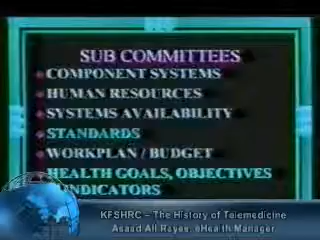 SUB COMMITTEES
COMPONENT SYSTEMS
HUMAN RESOURCES
SYSTEMS AVAILABILITY
STANDARDS
WORKPLAN / BUDGET
HEALTH GOALS, OBJECTIVES
INDICATORS
KFSHRC – The History of Telemedicine
Asaad Ali Rayes, eHealth Manager